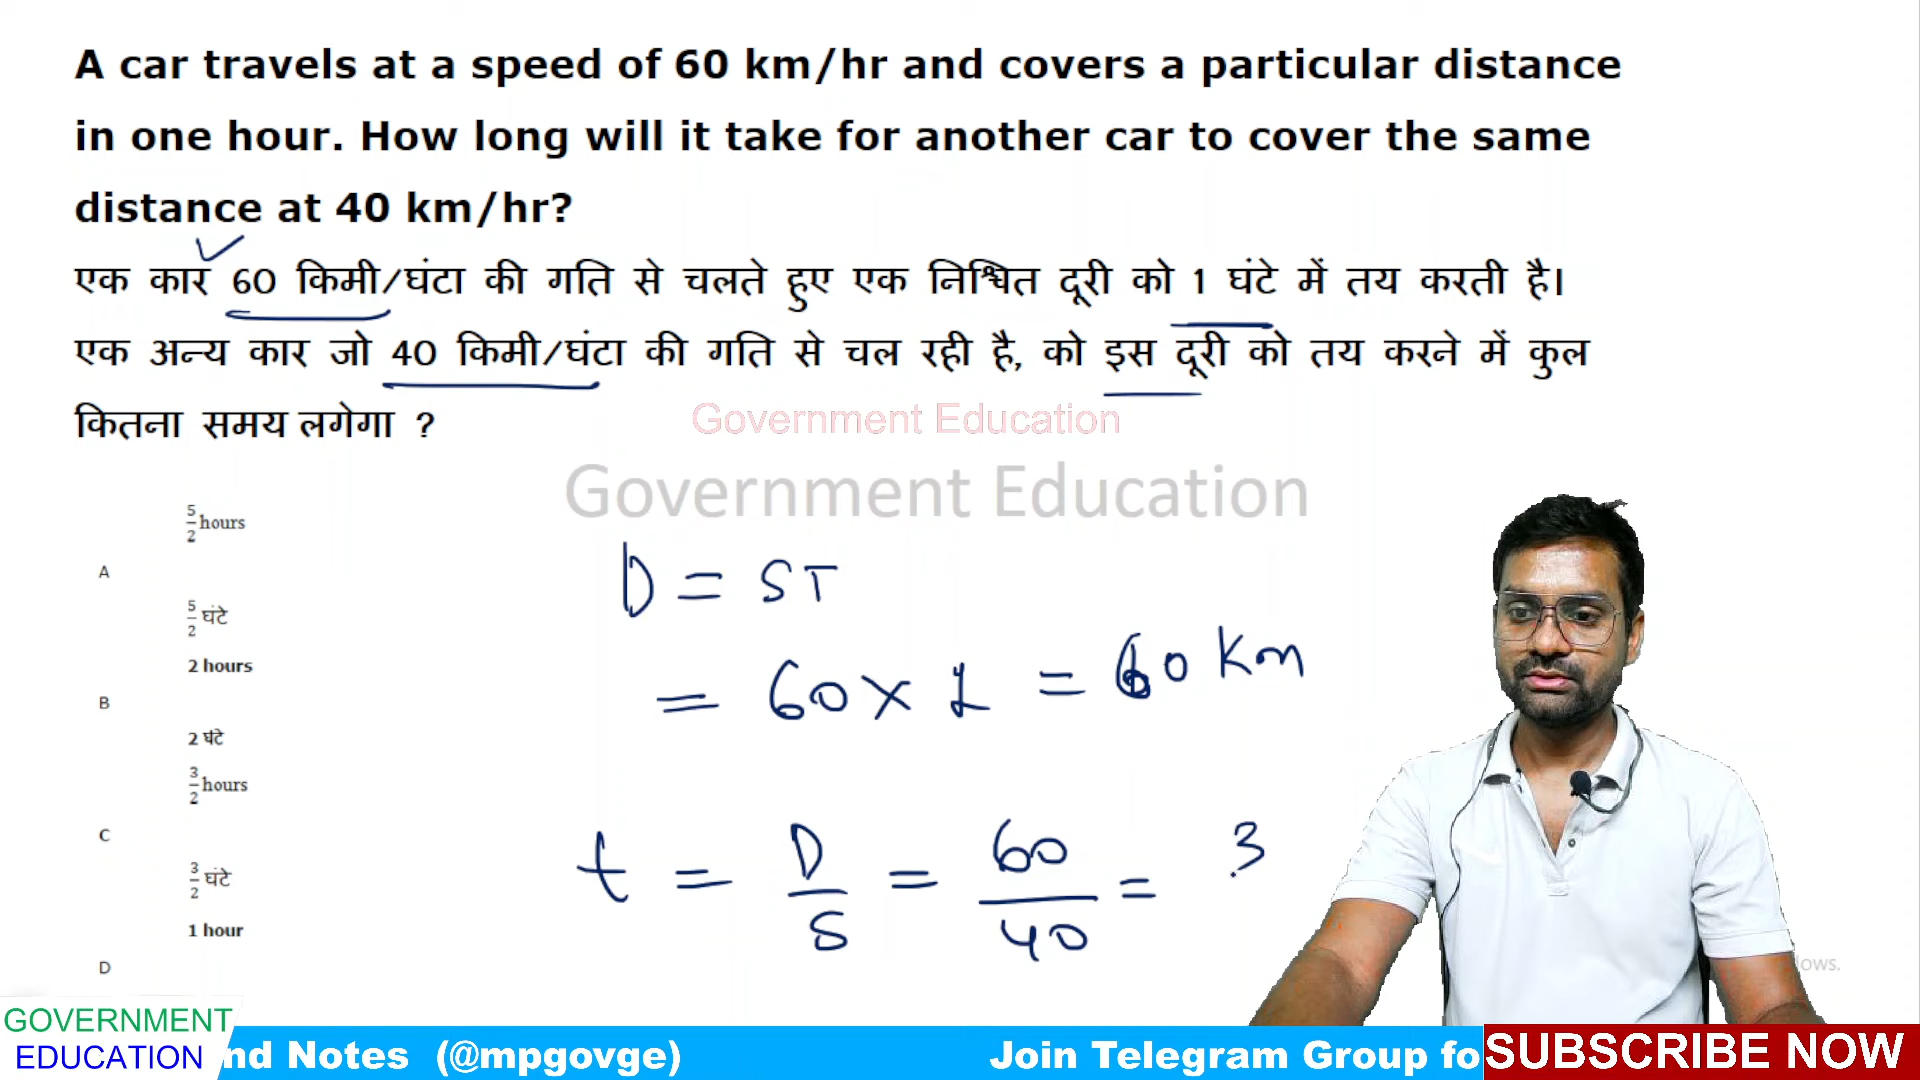 A car travels at a speed of 60 km/hr and covers a particular distance
in one hour. How long will it take for another car to cover the same
distance at 40 km/hr?
एक कार 60 किमी/घंटा की गति से चलते हुए एक निश्चित दूरी को 1 घंटे में तय करती है।
एक अन्य कार जो 40 किमी/घंटा की गति से चल रही है, को इस दूरी को तय करने में कुल
कितना समय लगेगा ?
Government Education
Government Education
5/2 hours
A
5/2 घंटे
2 hours
B
2 घंटे
3/2 hours
C
3/2 घंटे
1 hour
D
D = ST
= 60 × 1 = 60 Km
t = D/S = 60/40 = 3
GOVERNMENT
EDUCATION
nd Notes (@mpgovge)
Join Telegram Group fo
SUBSCRIBE NOW